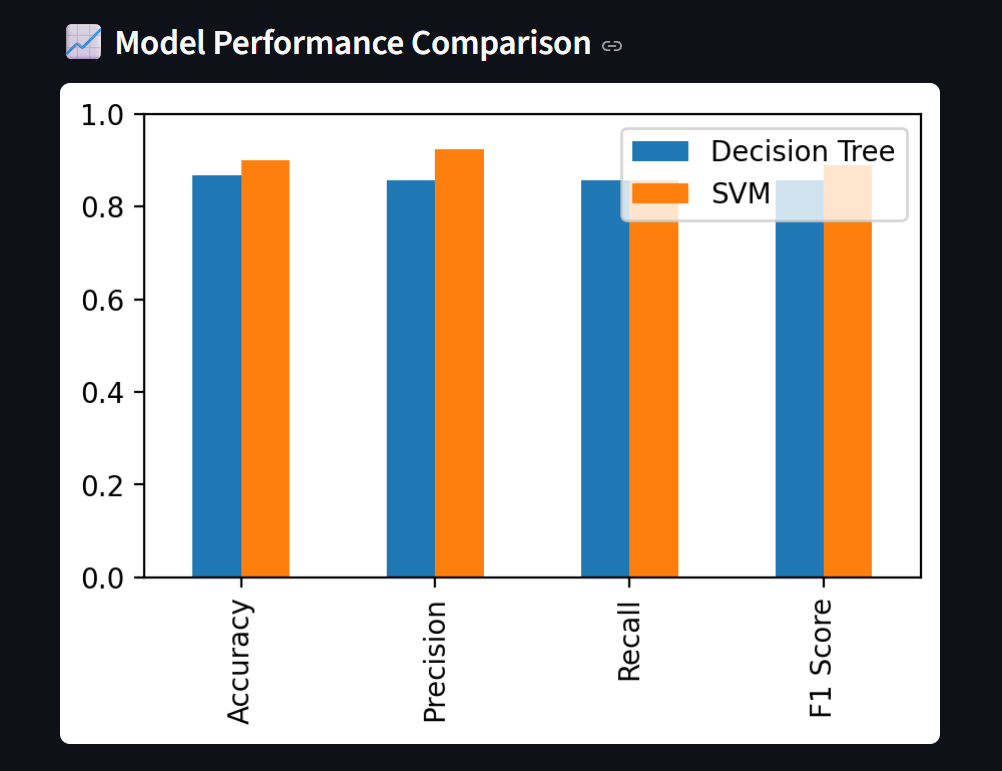 Model Performance Comparison
1.0
0.8
0.6
0.4
0.2
0.0
Decision Tree
SVM
Accuracy
Precision
Recall
F1 Score